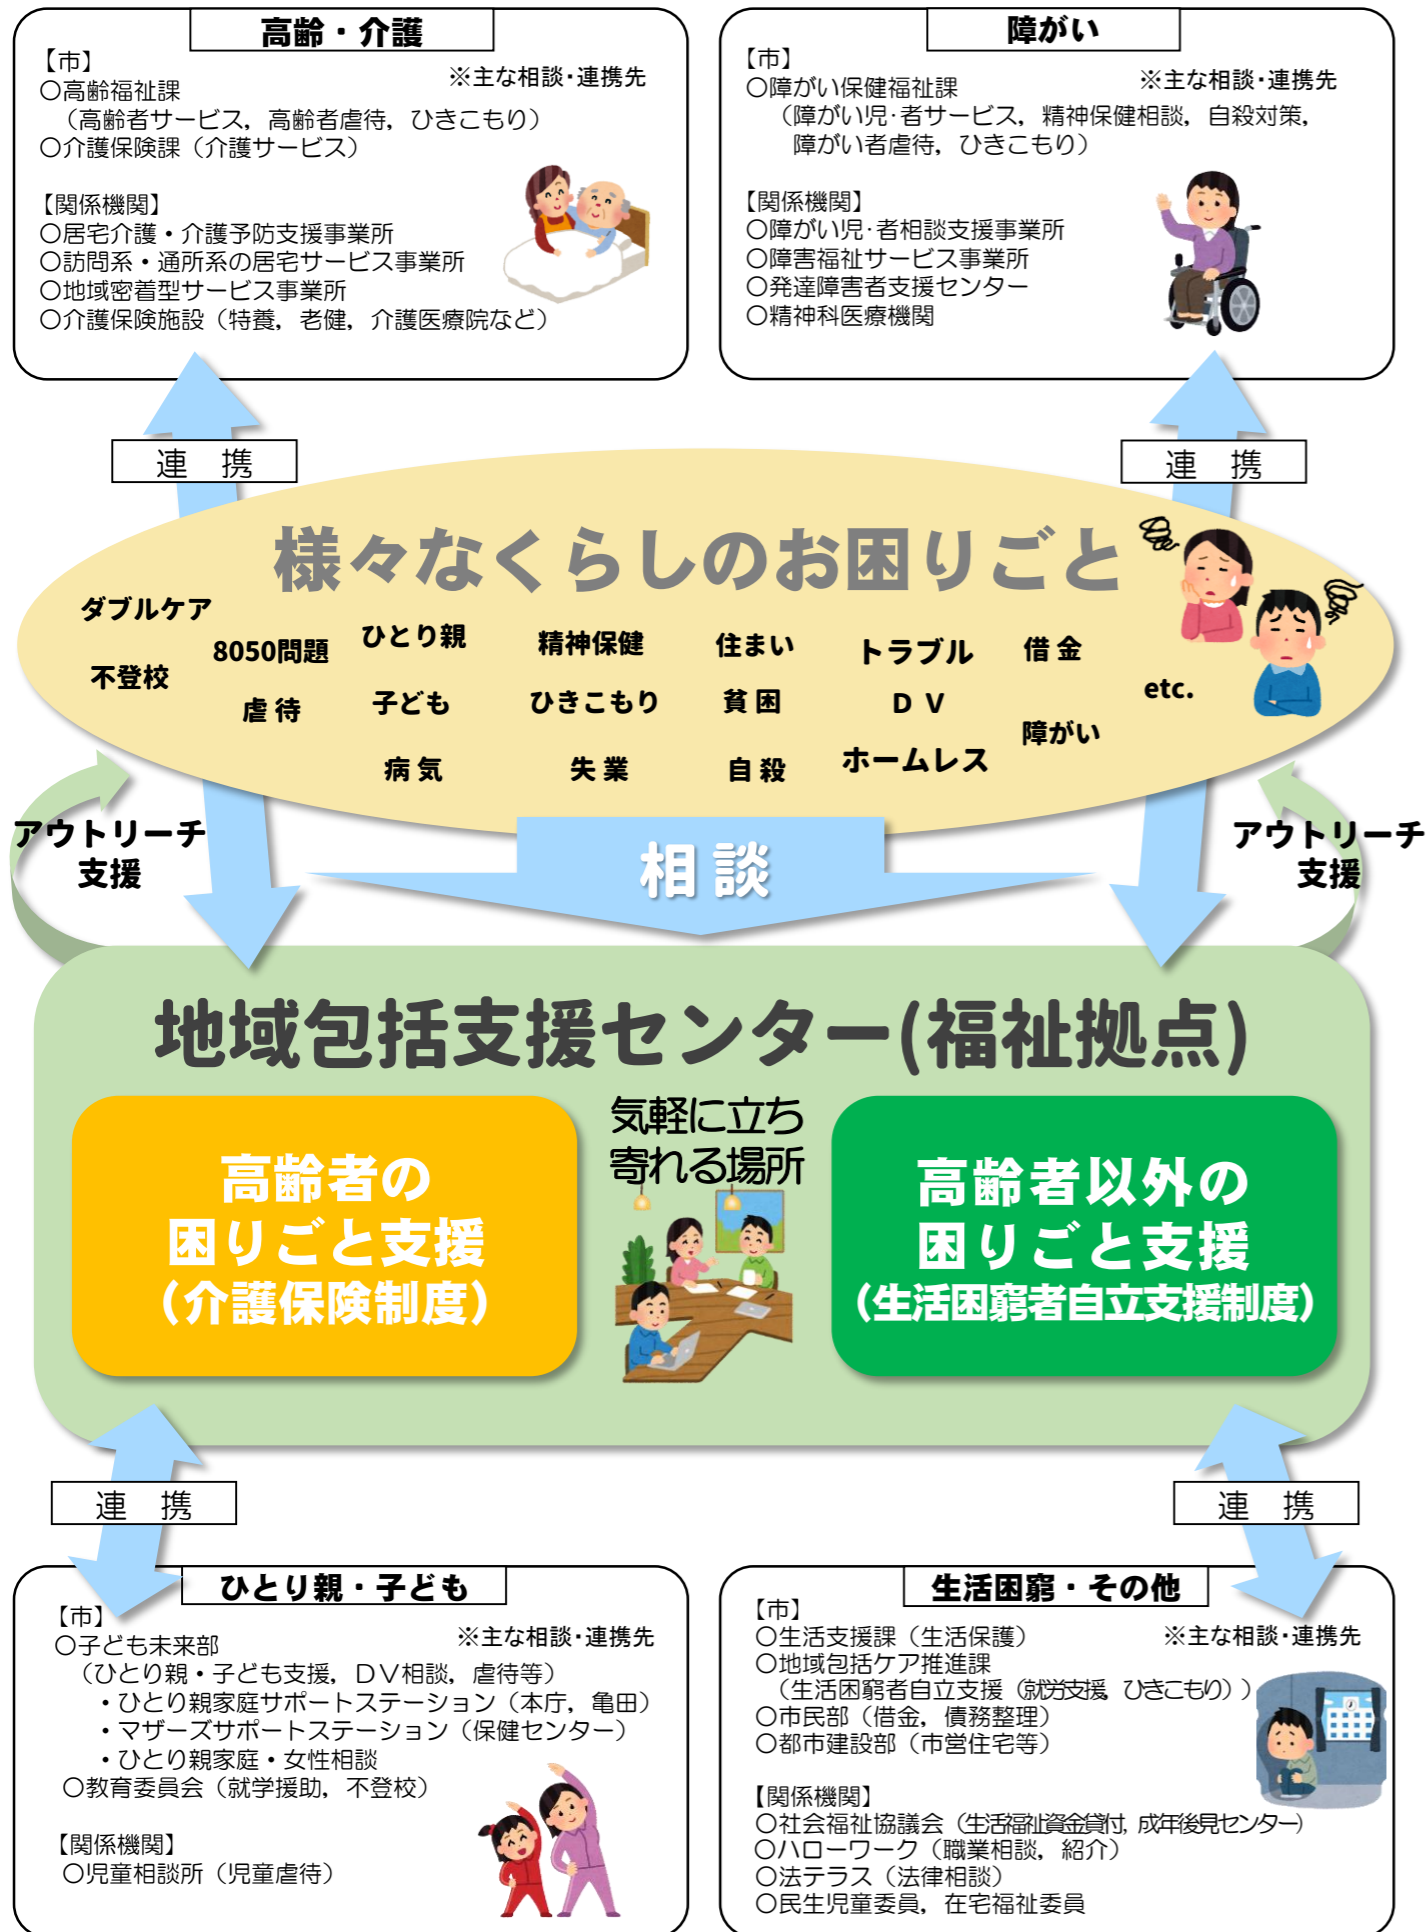 高齢・介護
【市】
※主な相談・連携先
○高齢福祉課
（高齢者サービス，高齢者虐待，ひきこもり）
○介護保険課（介護サービス）
【関係機関】
○居宅介護・介護予防支援事業所
○訪問系・通所系の居宅サービス事業所
○地域密着型サービス事業所
○介護保険施設（特養，老健，介護医療院など）
障がい
【市】
※主な相談・連携先
○障がい保健福祉課
（障がい児・者サービス，精神保健相談，自殺対策，
障がい者虐待，ひきこもり）
【関係機関】
○障がい児・者相談支援事業所
○障害福祉サービス事業所
○発達障害者支援センター
○精神科医療機関
連　携
連　携
様々なくらしのお困りごと
ダブルケア
不登校
8050問題
虐 待
ひとり親
子ども
病 気
精神保健
ひきこもり
失 業
住まい
貧 困
自 殺
トラブル
D V
ホームレス
借 金
障がい
etc.
アウトリーチ
支援
相 談
アウトリーチ
支援
地域包括支援センター(福祉拠点)
高齢者の
困りごと支援
（介護保険制度）
気軽に立ち
寄れる場所
高齢者以外の
困りごと支援
（生活困窮者自立支援制度）
連　携
連　携
ひとり親・子ども
【市】
※主な相談・連携先
○子ども未来部
（ひとり親・子ども支援，ＤＶ相談，虐待等）
・ひとり親家庭サポートステーション（本庁，亀田）
・マザーズサポートステーション（保健センター）
・ひとり親家庭・女性相談
○教育委員会（就学援助，不登校）
【関係機関】
○児童相談所（児童虐待）
生活困窮・その他
【市】
※主な相談・連携先
○生活支援課（生活保護）
○地域包括ケア推進課
（生活困窮者自立支援（就労支援，ひきこもり））
○市民部（借金，債務整理）
○都市建設部（市営住宅等）
【関係機関】
○社会福祉協議会（生活福祉資金貸付，成年後見センター）
○ハローワーク（職業相談，紹介）
○法テラス（法律相談）
○民生児童委員，在宅福祉委員